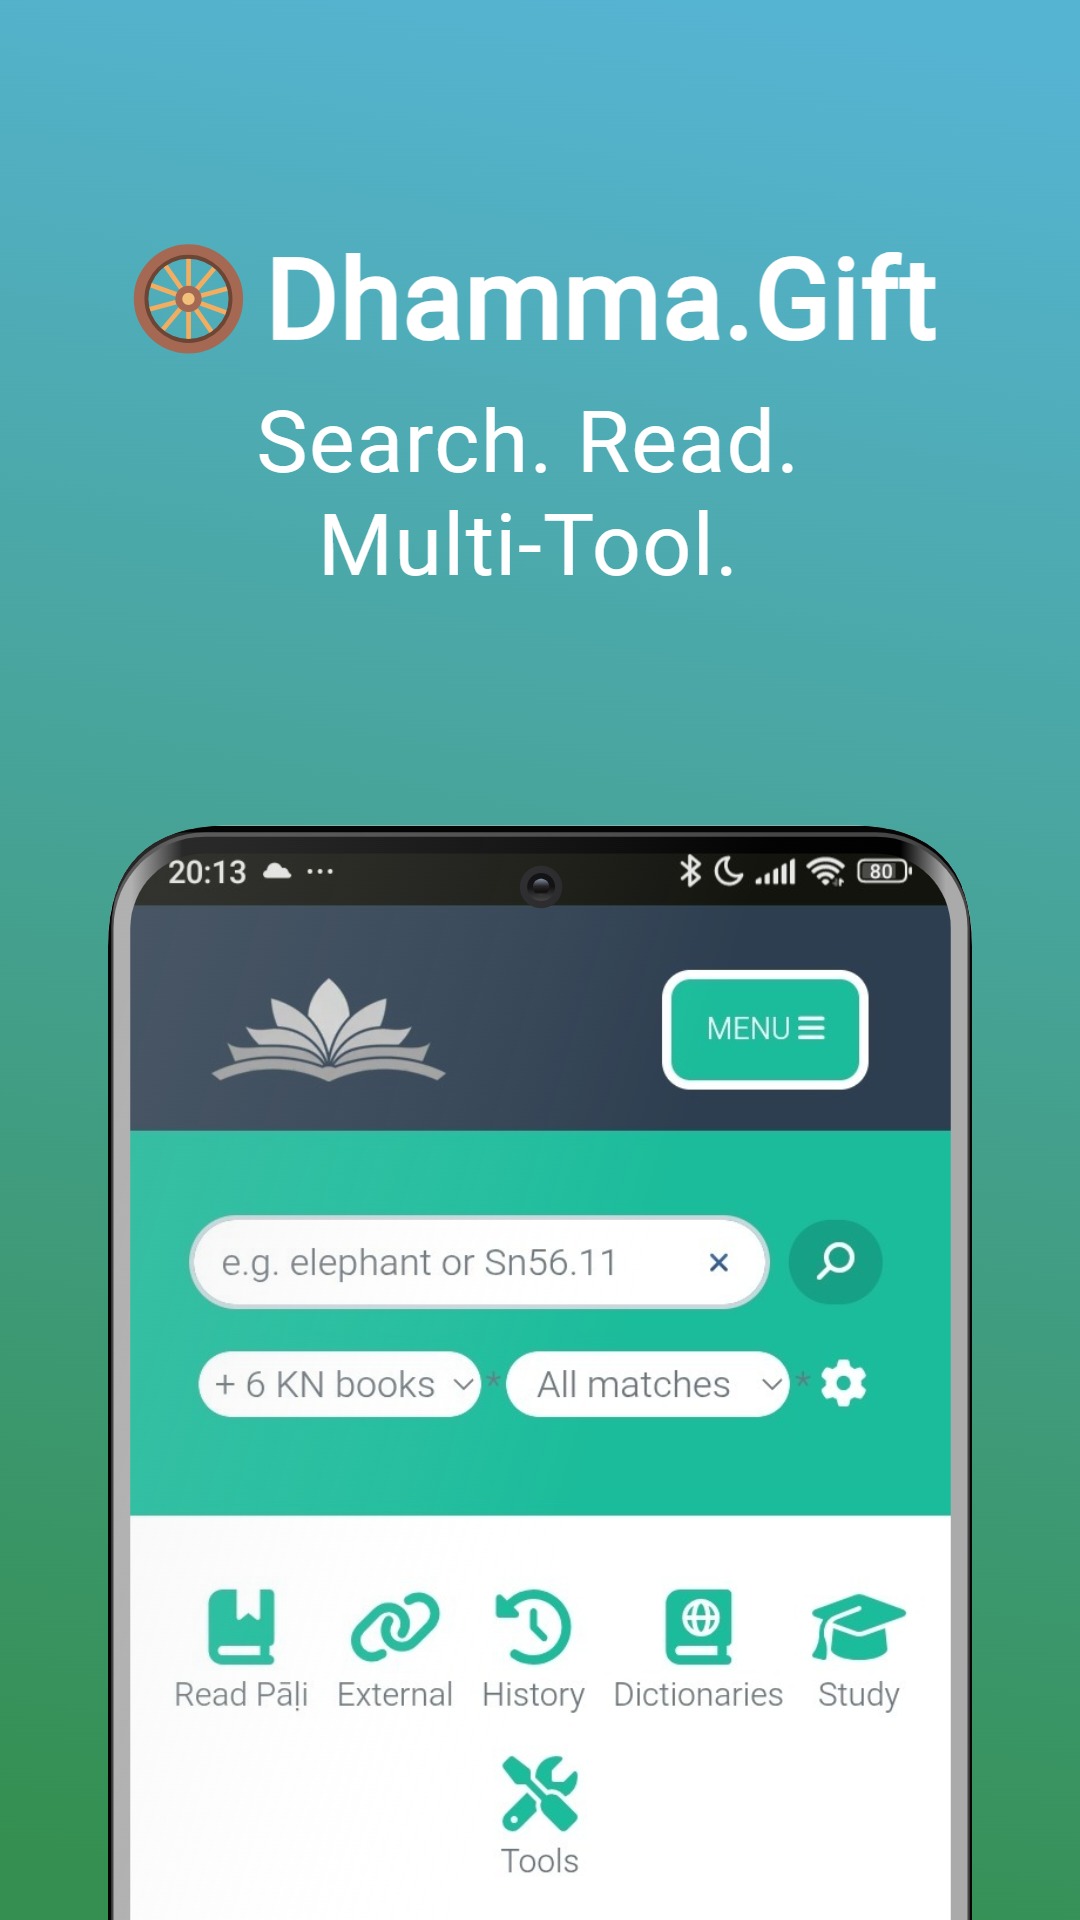 Dhamma.Gift
Search. Read.
Multi-Tool.
20:13 ... 80
MENU
e.g. elephant or Sn56.11 ×
+ 6 KN books * All matches *
Read Pāḷi External History Dictionaries Study
Tools